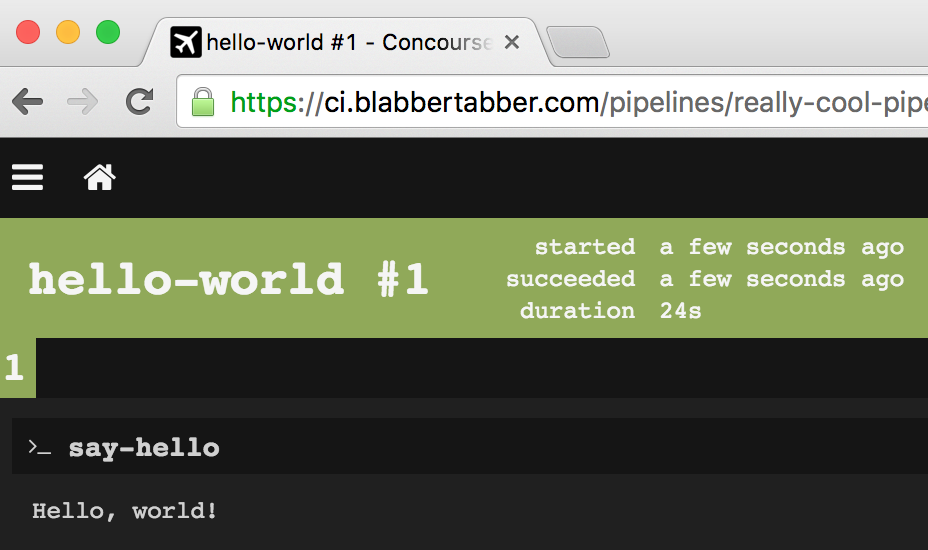 hello-world #1 - Concourse
https://ci.blabbertabber.com/pipelines/really-cool-pipe
hello-world #1
started a few seconds ago
succeeded a few seconds ago
duration 24s
1
>_ say-hello
Hello, world!